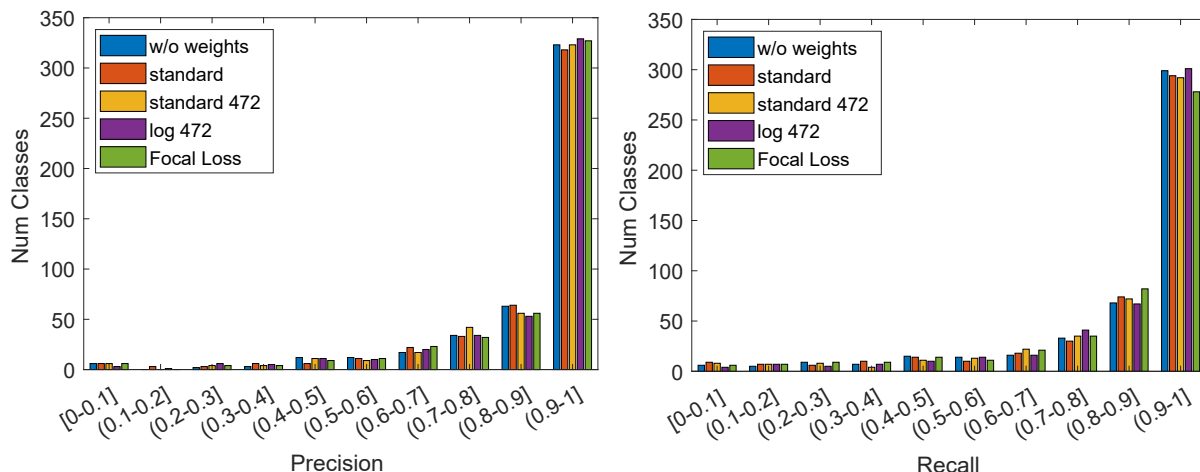 350
300
250
200
150
100
50
0
Num Classes
w/o weights
standard
standard 472
log 472
Focal Loss
[0-0.1]
(0.1-0.2]
(0.2-0.3]
(0.3-0.4]
(0.4-0.5]
(0.5-0.6]
(0.6-0.7]
(0.7-0.8]
(0.8-0.9]
(0.9-1]
Precision
350
300
250
200
150
100
50
0
Num Classes
w/o weights
standard
standard 472
log 472
Focal Loss
[0-0.1]
(0.1-0.2]
(0.2-0.3]
(0.3-0.4]
(0.4-0.5]
(0.5-0.6]
(0.6-0.7]
(0.7-0.8]
(0.8-0.9]
(0.9-1]
Recall